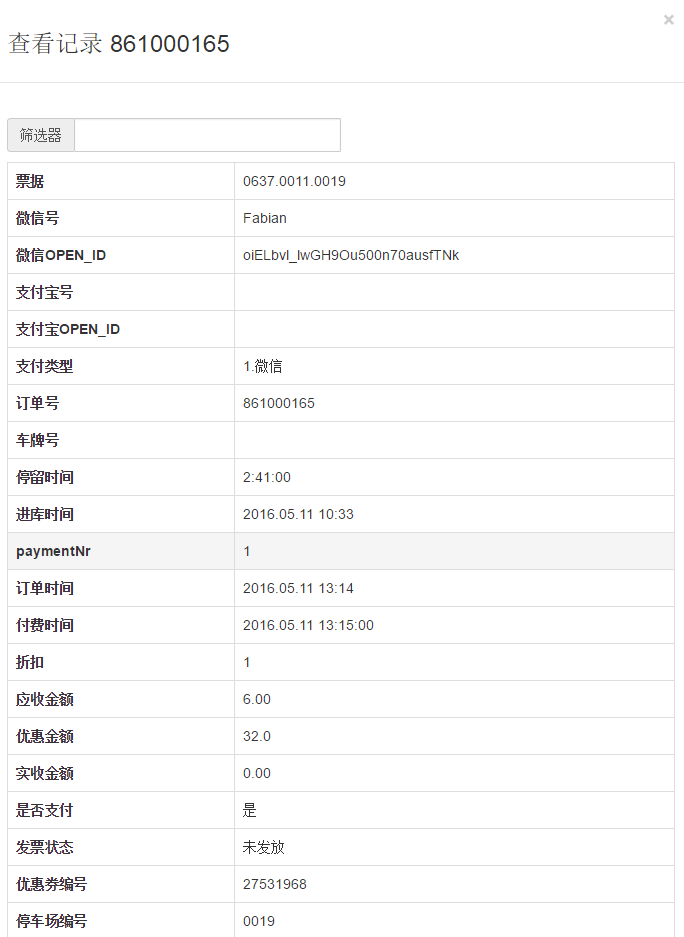 ×
查看记录 861000165
筛选器
票据 0637.0011.0019
微信号 Fabian
微信OPEN_ID oiELbvI_IwGH9Ou500n70ausfTNk
支付宝号
支付宝OPEN_ID
支付类型 1.微信
订单号 861000165
车牌号
停留时间 2:41:00
进库时间 2016.05.11 10:33
paymentNr 1
订单时间 2016.05.11 13:14
付费时间 2016.05.11 13:15:00
折扣 1
应收金额 6.00
优惠金额 32.0
实收金额 0.00
是否支付 是
发票状态 未发放
优惠券编号 27531968
停车场编号 0019